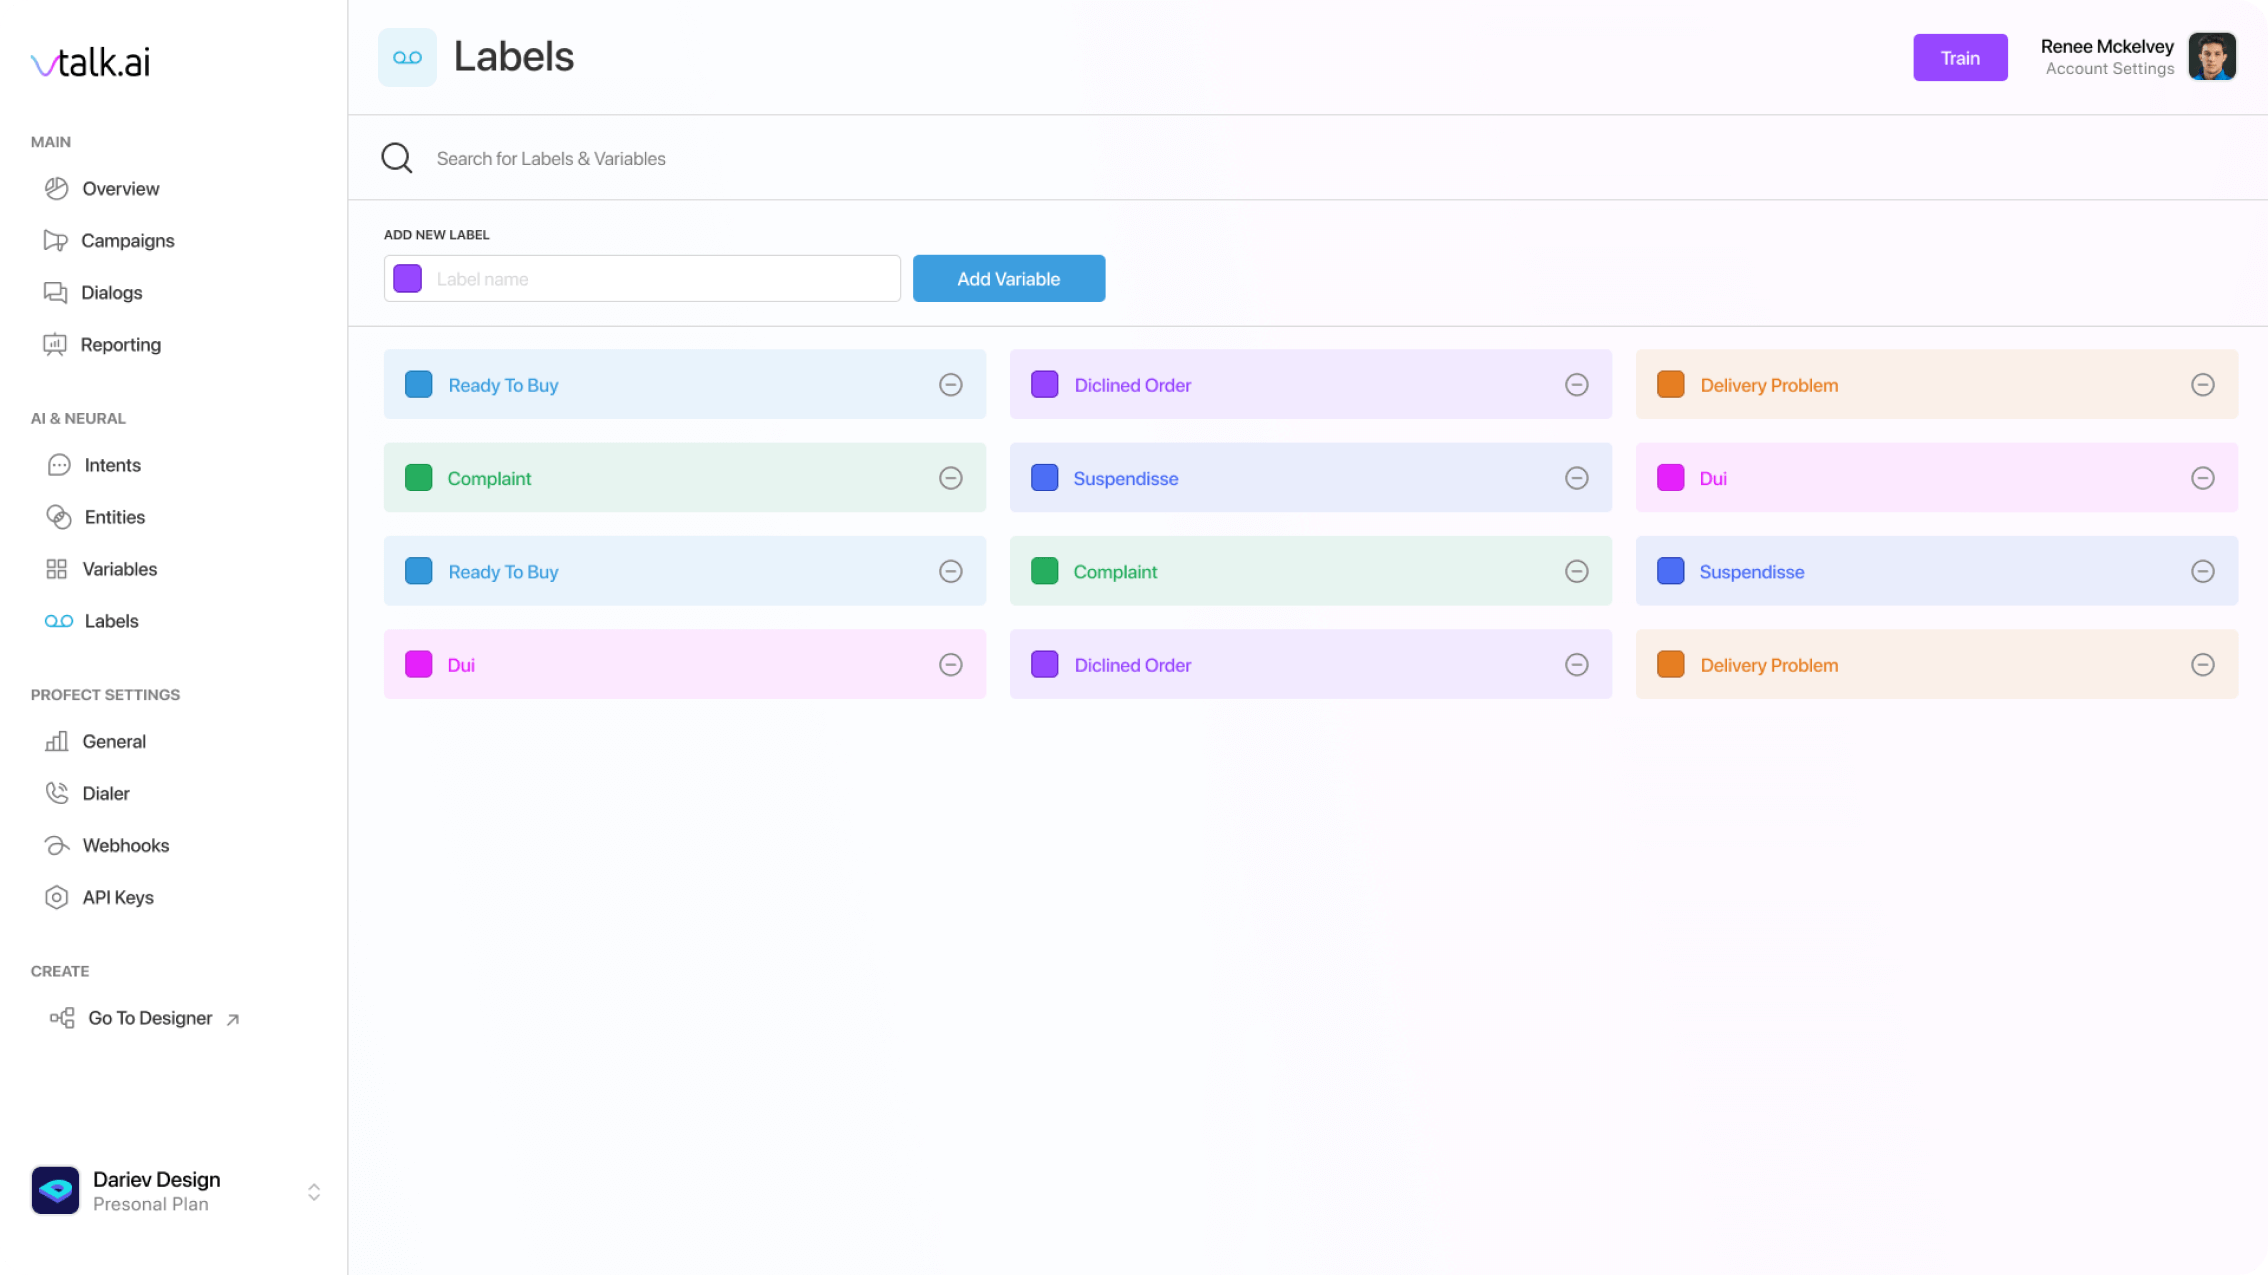 vtalk.ai
MAIN
Overview
Campaigns
Dialogs
Reporting
AI & NEURAL
Intents
Entities
Variables
Labels
PROFECT SETTINGS
General
Dialer
Webhooks
API Keys
CREATE
Go To Designer
Dariev Design
Presonal Plan
Labels
Train
Renee Mckelvey
Account Settings
Search for Labels & Variables
ADD NEW LABEL
Label name
Add Variable
Ready To Buy
Diclined Order
Delivery Problem
Complaint
Suspendisse
Dui
Ready To Buy
Complaint
Suspendisse
Dui
Diclined Order
Delivery Problem